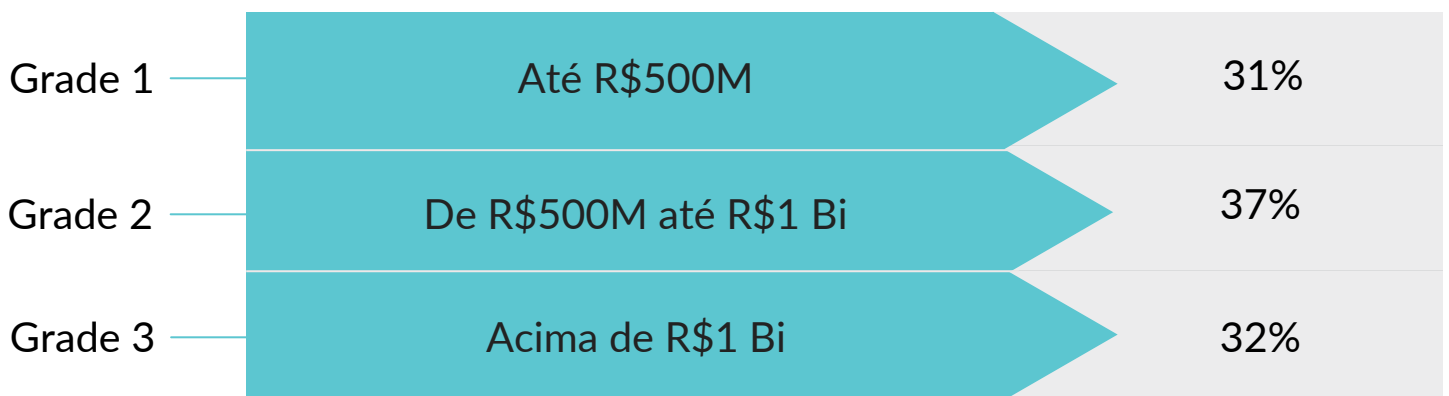 Grade 1 Até R$500M 31%
Grade 2 De R$500M até R$1 Bi 37%
Grade 3 Acima de R$1 Bi 32%